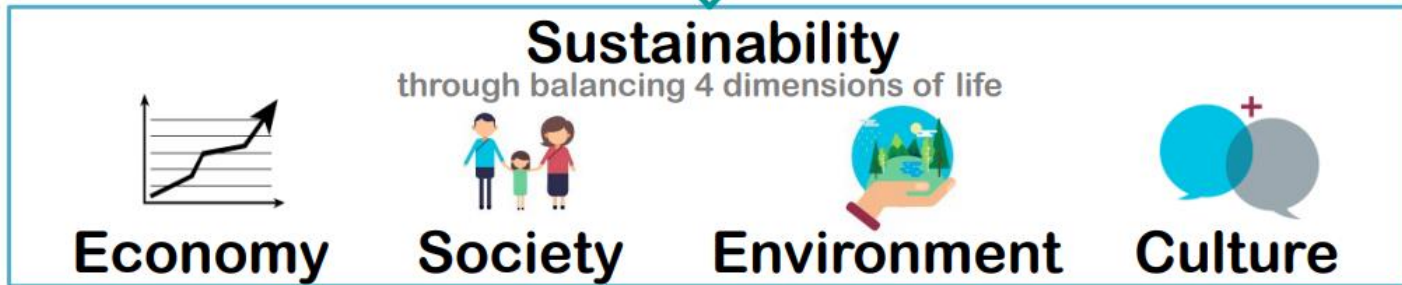 Sustainability
through balancing 4 dimensions of life
Economy Society Environment Culture